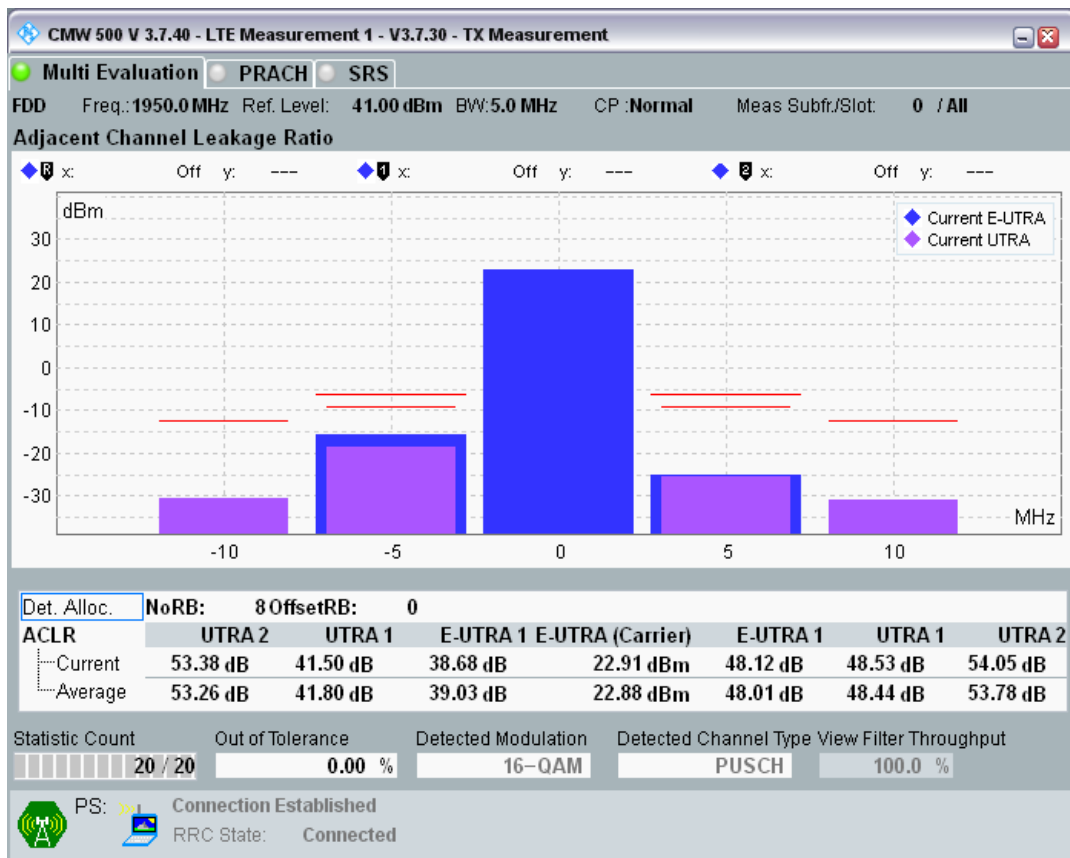 CMW 500 V 3.7.40 - LTE Measurement 1 - V3.7.30 - TX Measurement
Multi Evaluation PRACH SRS
FDD Freq.: 1950.0 MHz Ref. Level: 41.00 dBm BW: 5.0 MHz CP : Normal Meas Subfr./Slot: 0 / All
Adjacent Channel Leakage Ratio
R x: Off y: --- 1 x: Off y: --- 2 x: Off y: ---
dBm
Current E-UTRA
Current UTRA
30
20
10
0
-10
-20
-30
MHz
-10 -5 0 5 10
Det. Alloc. NoRB: 8 OffsetRB: 0
ACLR UTRA 2 UTRA 1 E-UTRA 1 E-UTRA (Carrier) E-UTRA 1 UTRA 1 UTRA 2
Current 53.38 dB 41.50 dB 38.68 dB 22.91 dBm 48.12 dB 48.53 dB 54.05 dB
Average 53.26 dB 41.80 dB 39.03 dB 22.88 dBm 48.01 dB 48.44 dB 53.78 dB
Statistic Count Out of Tolerance Detected Modulation Detected Channel Type View Filter Throughput
20 / 20 0.00 % 16-QAM PUSCH 100.0 %
PS: Connection Established
RRC State: Connected